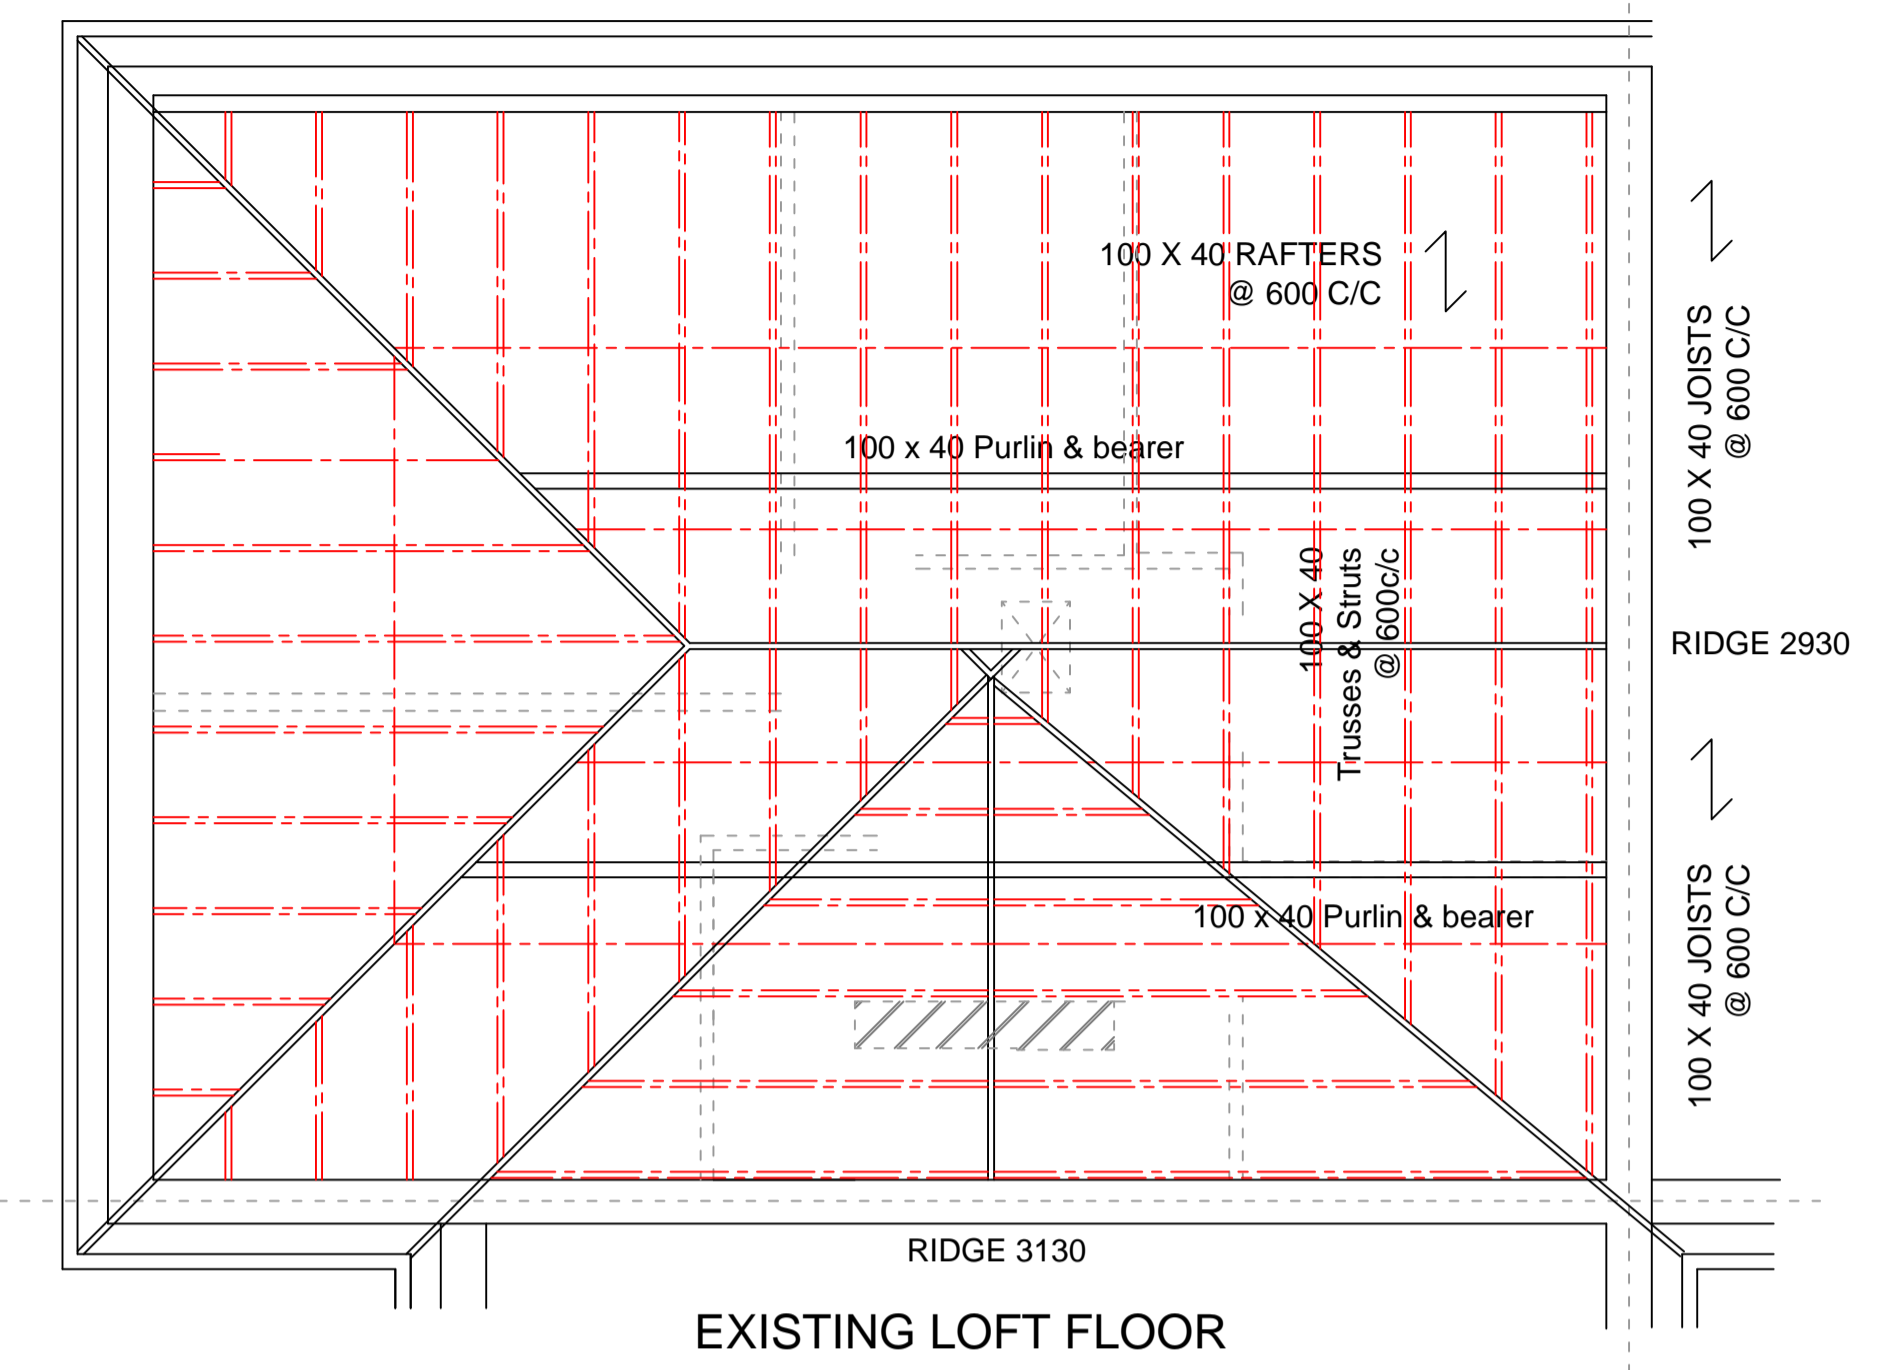 100 X 40 RAFTERS
@ 600 C/C
100 X 40 JOISTS
@ 600 C/C
100 x 40 Purlin & bearer
100 X 40
Trusses & Struts
@ 600c/c
RIDGE 2930
100 x 40 Purlin & bearer
100 X 40 JOISTS
@ 600 C/C
RIDGE 3130
EXISTING LOFT FLOOR